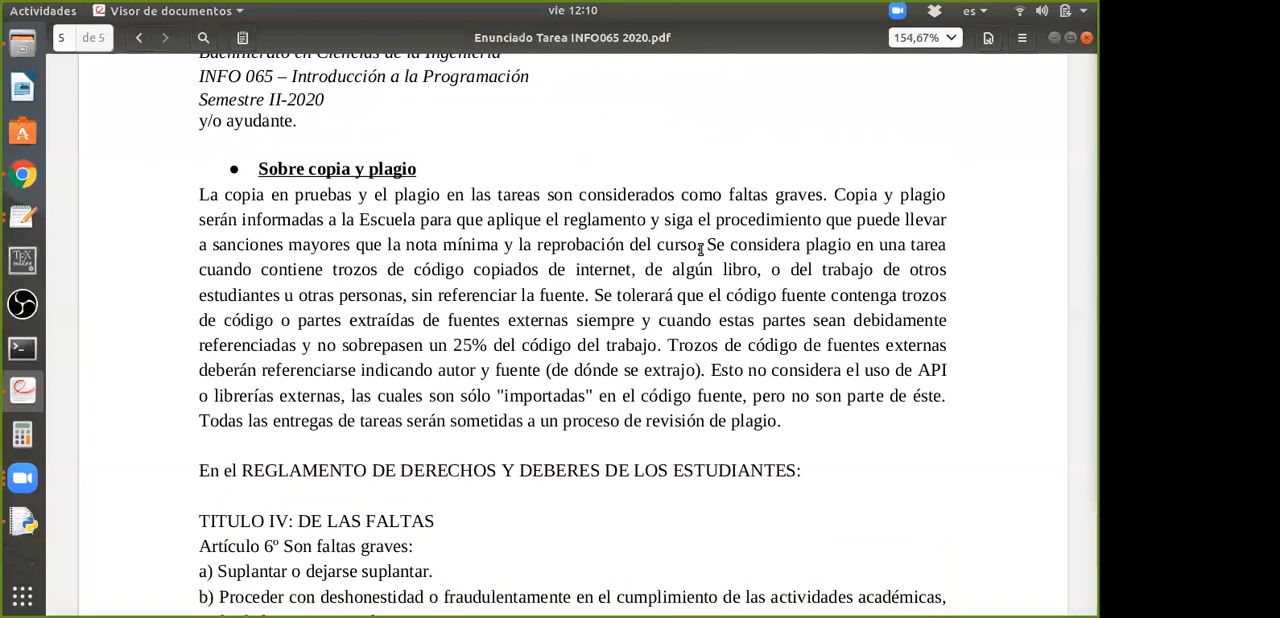 Actividades
Visor de documentos
vie 12:10
es
5
de 5
Enunciado Tarea INFO065 2020.pdf
154,67%
Bachillerato en Ciencias de la Ingeniería
INFO 065 – Introducción a la Programación
Semestre II-2020
y/o ayudante.
● Sobre copia y plagio
La copia en pruebas y el plagio en las tareas son considerados como faltas graves. Copia y plagio
serán informadas a la Escuela para que aplique el reglamento y siga el procedimiento que puede llevar
a sanciones mayores que la nota mínima y la reprobación del curso. Se considera plagio en una tarea
cuando contiene trozos de código copiados de internet, de algún libro, o del trabajo de otros
estudiantes u otras personas, sin referenciar la fuente. Se tolerará que el código fuente contenga trozos
de código o partes extraídas de fuentes externas siempre y cuando estas partes sean debidamente
referenciadas y no sobrepasen un 25% del código del trabajo. Trozos de código de fuentes externas
deberán referenciarse indicando autor y fuente (de dónde se extrajo). Esto no considera el uso de API
o librerías externas, las cuales son sólo "importadas" en el código fuente, pero no son parte de éste.
Todas las entregas de tareas serán sometidas a un proceso de revisión de plagio.
En el REGLAMENTO DE DERECHOS Y DEBERES DE LOS ESTUDIANTES:
TITULO IV: DE LAS FALTAS
Artículo 6º Son faltas graves:
a) Suplantar o dejarse suplantar.
b) Proceder con deshonestidad o fraudulentamente en el cumplimiento de las actividades académicas,